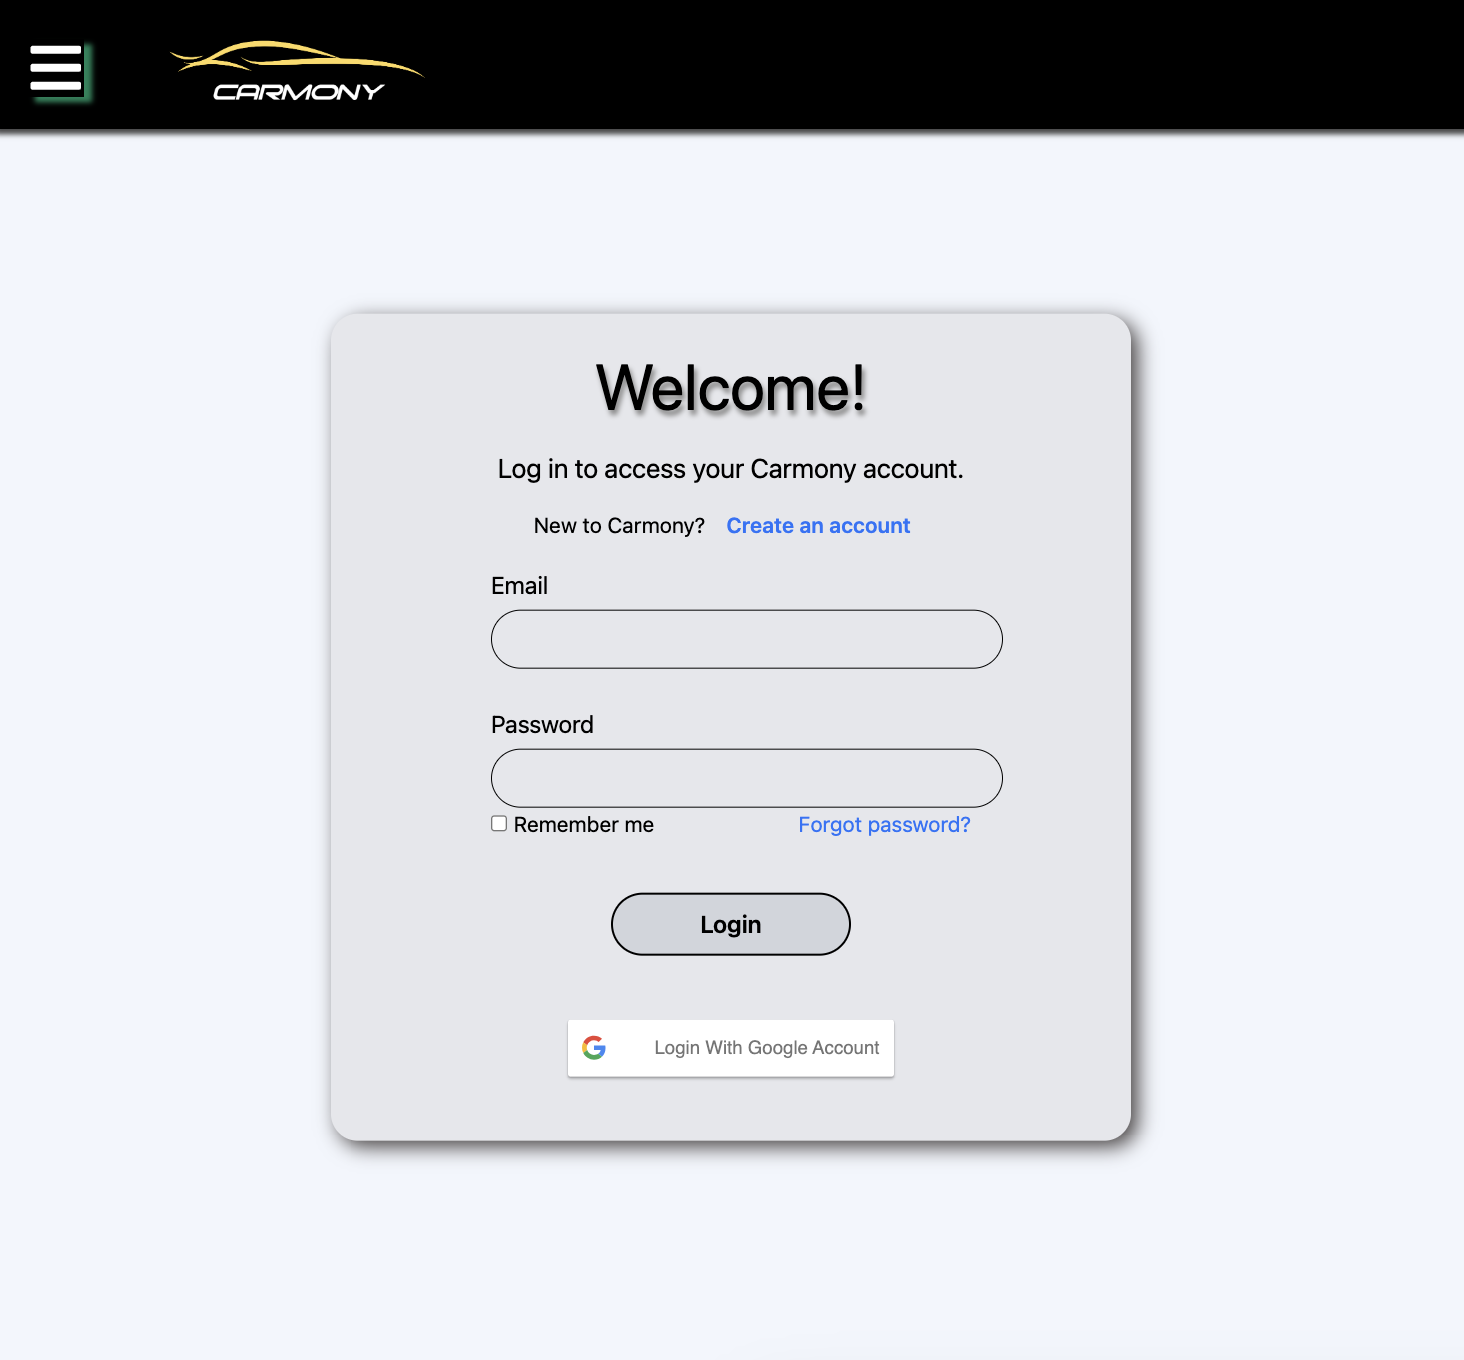 CARMONY
Welcome!
Log in to access your Carmony account.
New to Carmony? Create an account
Email
Password
Remember me Forgot password?
Login
Login With Google Account